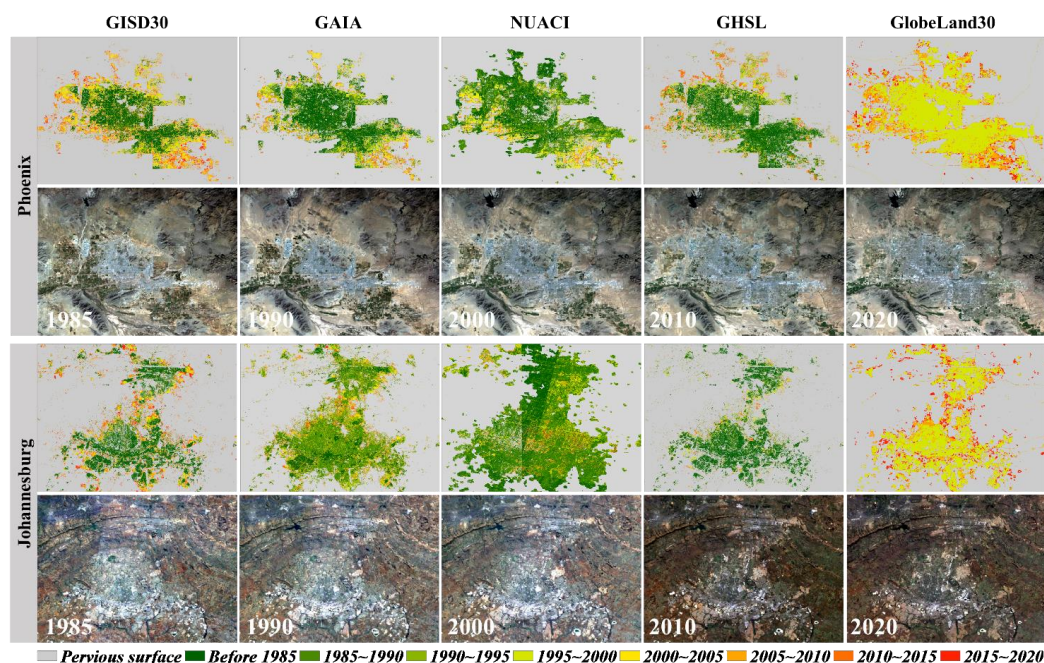 GISD30 GAIA NUACI GHSL GlobeLand30
Phoenix
1985 1990 2000 2010 2020
Johannesburg
1985 1990 2000 2010 2020
Pervious surface Before 1985 1985~1990 1990~1995 1995~2000 2000~2005 2005~2010 2010~2015 2015~2020